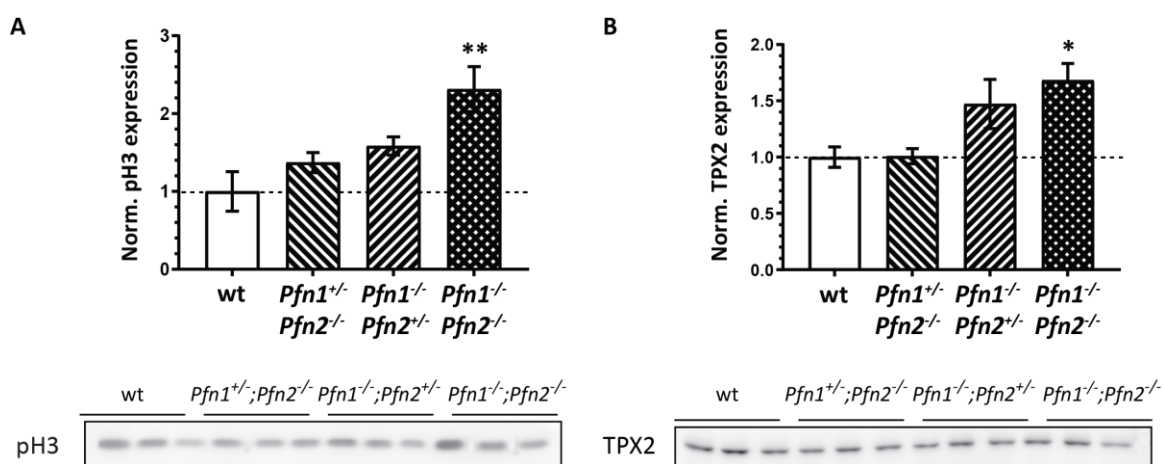 A
Norm. pH3 expression
3
2
1
0
**
wt
Pfn1+/- Pfn1-/- Pfn1-/-
Pfn2-/- Pfn2+/- Pfn2-/-
wt Pfn1+/-;Pfn2-/- Pfn1-/-;Pfn2+/- Pfn1-/-;Pfn2-/-
pH3
B
Norm. TPX2 expression
2.0
1.5
1.0
0.5
0.0
*
wt
Pfn1+/- Pfn1-/- Pfn1-/-
Pfn2-/- Pfn2+/- Pfn2-/-
wt Pfn1+/-;Pfn2-/- Pfn1-/-;Pfn2+/- Pfn1-/-;Pfn2-/-
TPX2